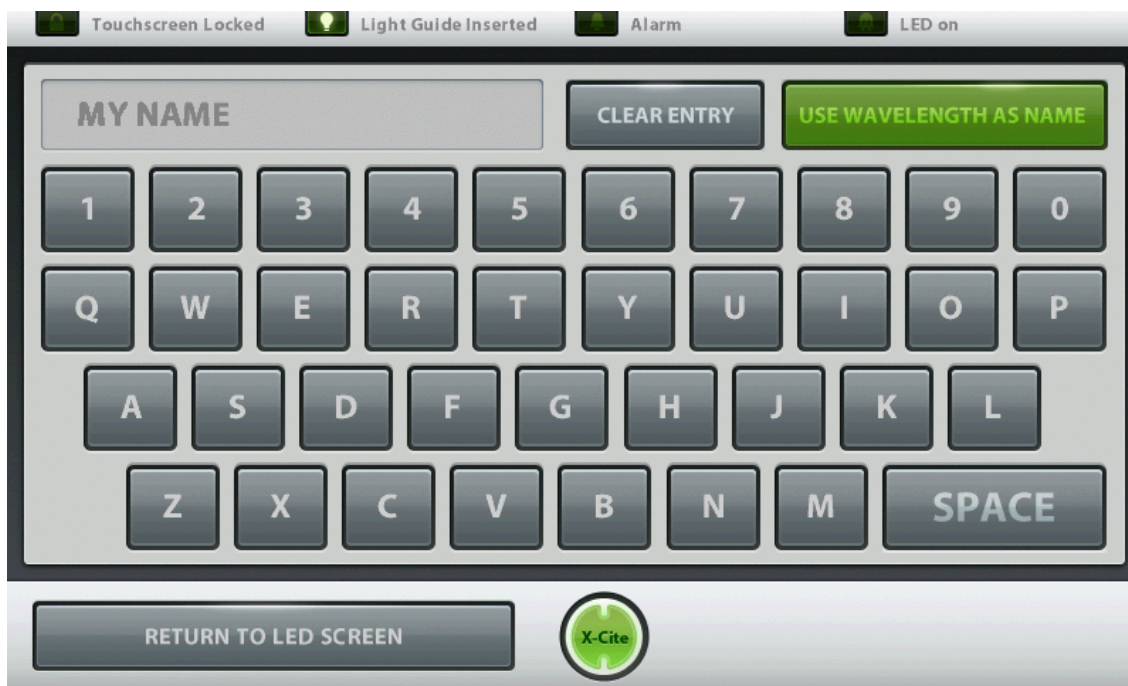 Touchscreen Locked Light Guide Inserted Alarm LED on
MY NAME CLEAR ENTRY USE WAVELENGTH AS NAME
1 2 3 4 5 6 7 8 9 0
Q W E R T Y U I O P
A S D F G H J K L
Z X C V B N M SPACE
RETURN TO LED SCREEN X-Cite